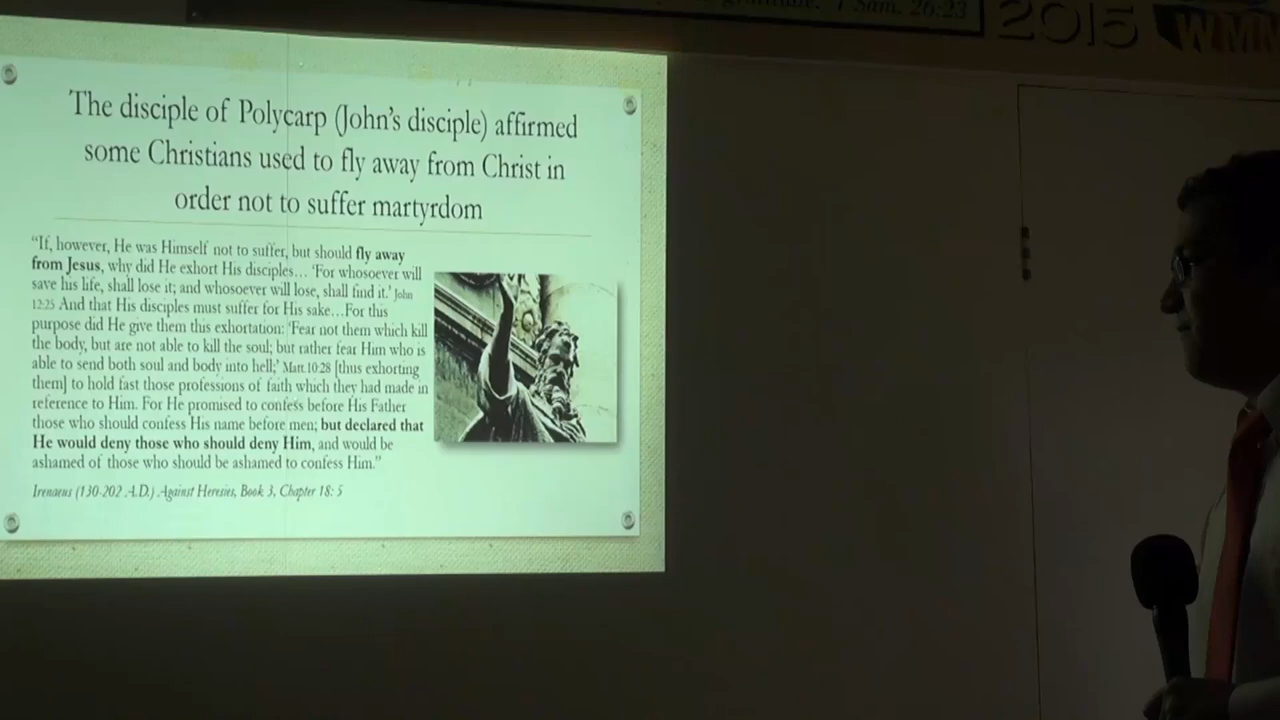 gratitude. 1 Sam. 26:23
2015 WMM
The disciple of Polycarp (John's disciple) affirmed
some Christians used to fly away from Christ in
order not to suffer martyrdom
“If, however, He was Himself not to suffer, but should fly away
from Jesus, why did He exhort His disciples… ‘For whosoever will
save his life, shall lose it; and whosoever will lose, shall find it.’ John
12:25 And that His disciples must suffer for His sake…For this
purpose did He give them this exhortation: ‘Fear not them which kill
the body, but are not able to kill the soul; but rather fear Him who is
able to send both soul and body into hell;’ Matt. 10:28 [thus exhorting
them] to hold fast those professions of faith which they had made in
reference to Him. For He promised to confess before His Father
those who should confess His name before men; but declared that
He would deny those who should deny Him, and would be
ashamed of those who should be ashamed to confess Him.”
Irenaeus (130-202 A.D.) Against Heresies, Book 3, Chapter 18: 5